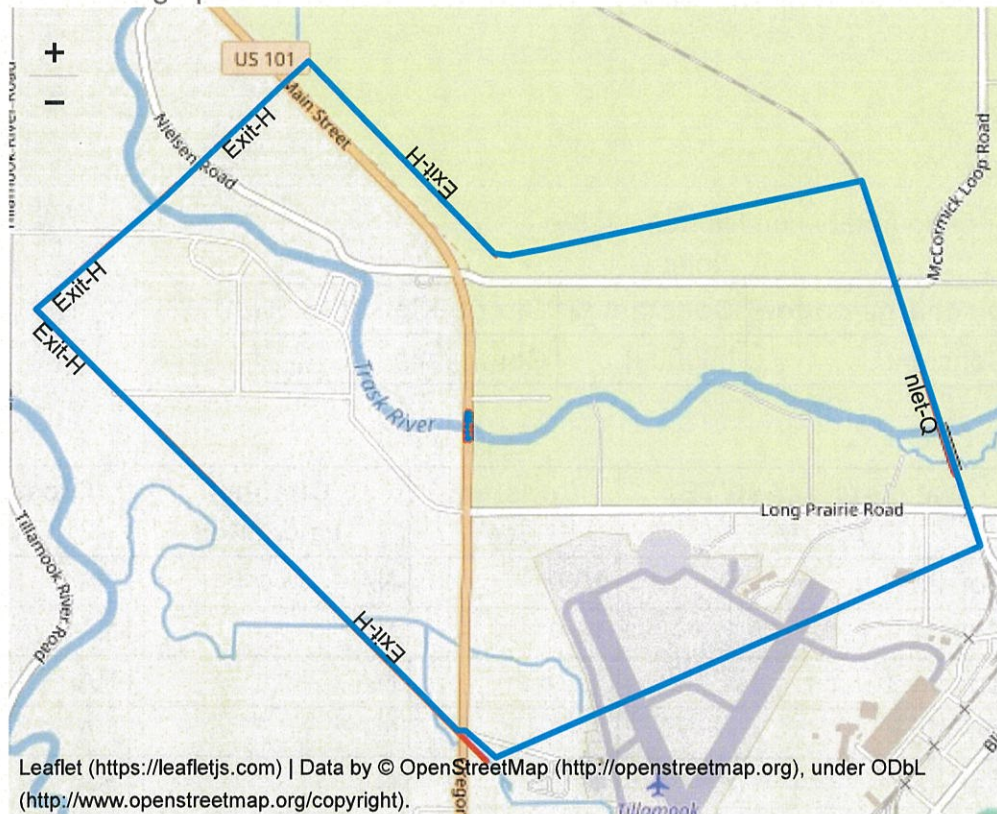 +
US 101
−
Main Street
Exit-H
Nielsen Road
Exit-H
McCormick Loop Road
Exit-H
Exit-H
Trask River
nlet-Q
Long Prairie Road
Tillamook River Road
Exit-H
Leaflet (https://leafletjs.com) | Data by © OpenStreetMap (http://openstreetmap.org), under ODbL
(http://www.openstreetmap.org/copyright).
Tillamook